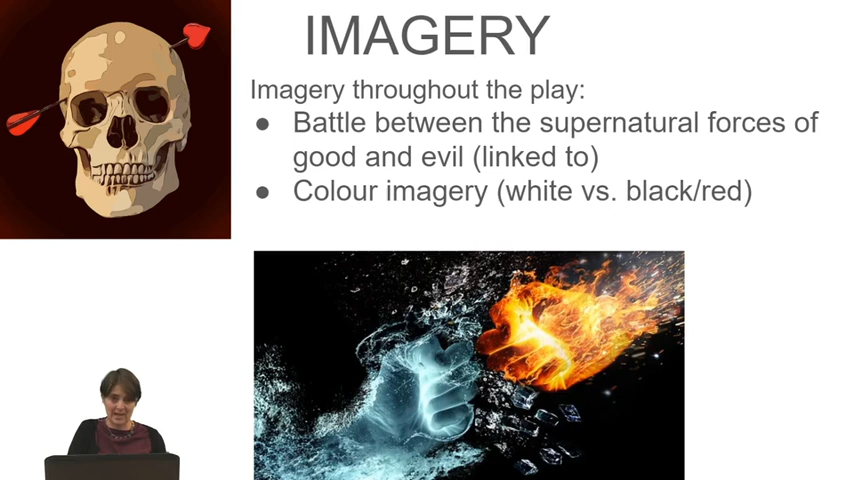 IMAGERY
Imagery throughout the play:
● Battle between the supernatural forces of
good and evil (linked to)
● Colour imagery (white vs. black/red)